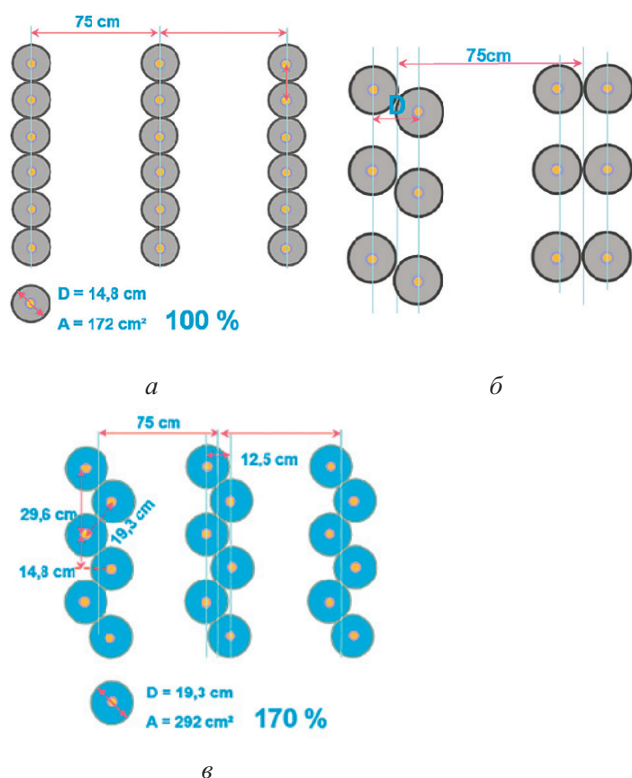 75 cm
75cm
D
D = 14,8 cm
A = 172 cm² 100 %
а
б
75 cm
12,5 cm
29,6 cm
19,3 cm
14,8 cm
D = 19,3 cm
A = 292 cm² 170 %
в